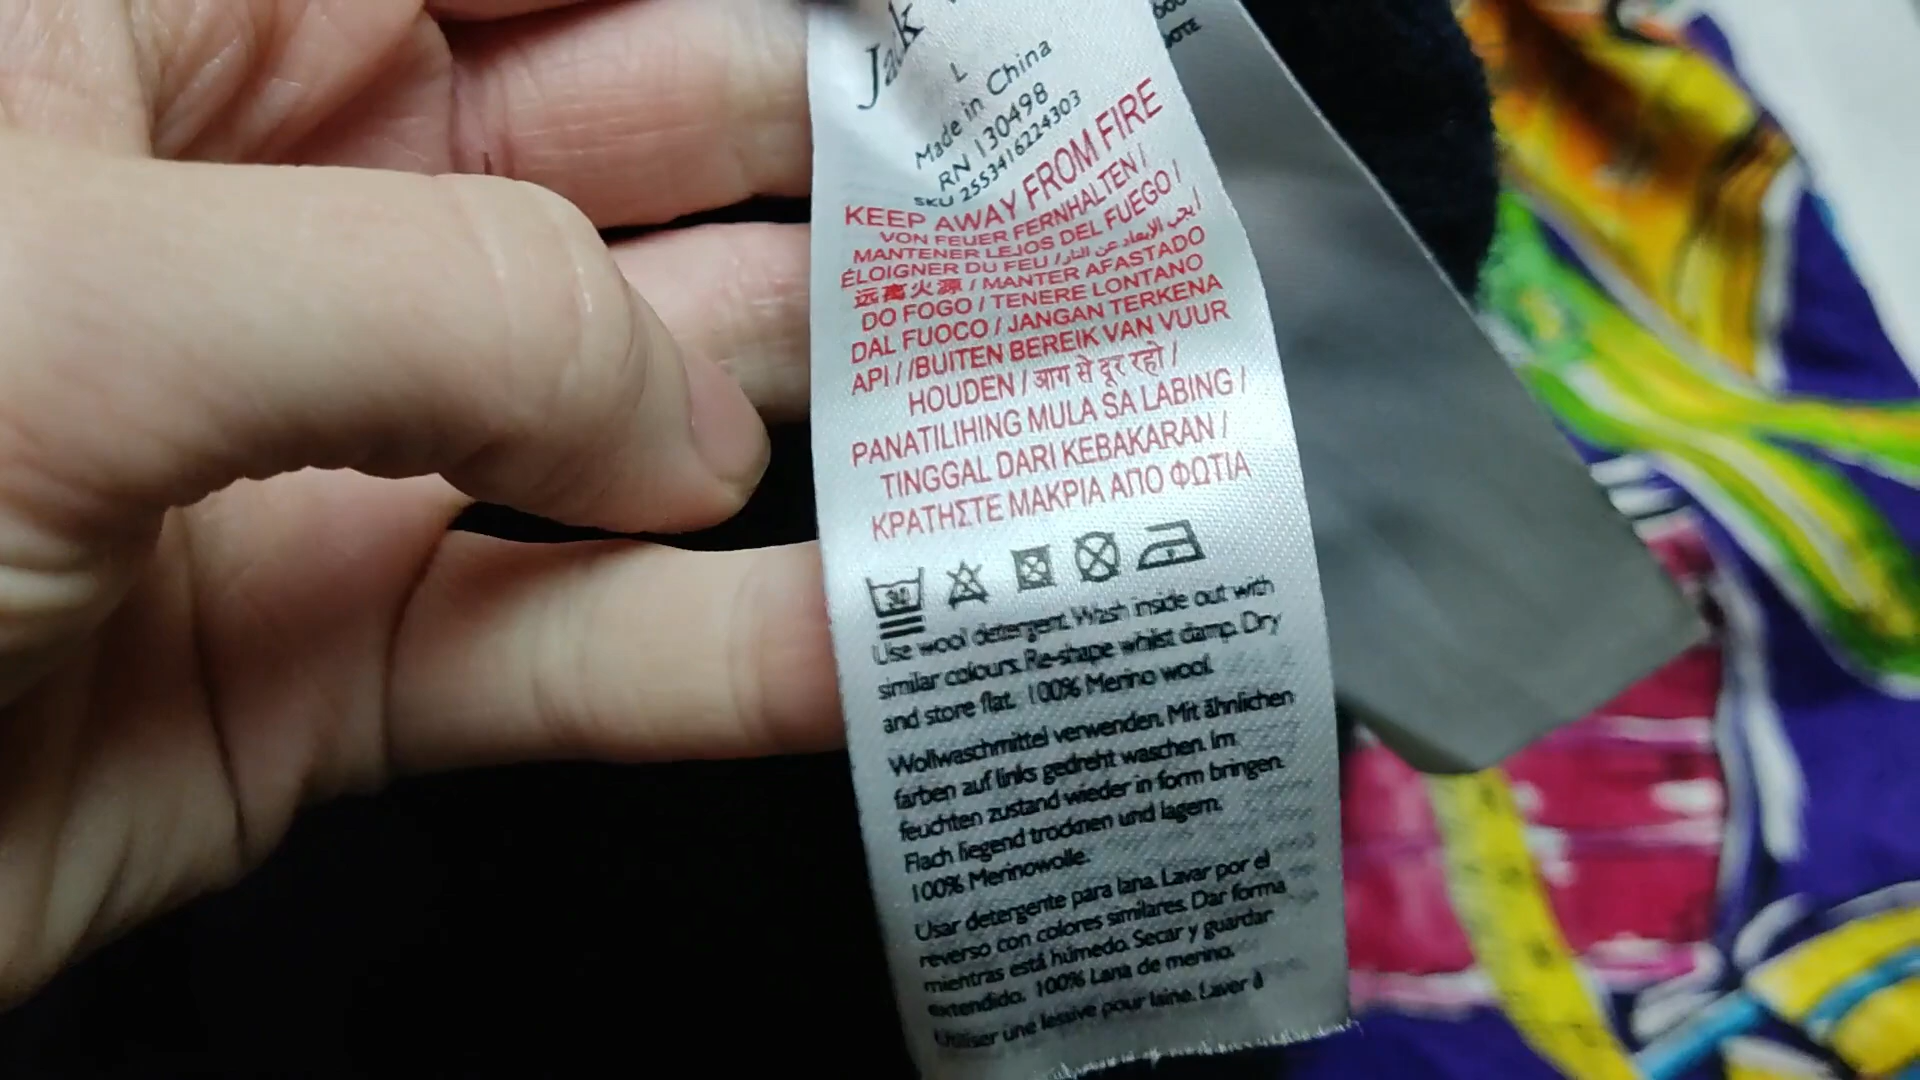 Jack
L
Made in China
RN 130498
SKU 2553416224303
KEEP AWAY FROM FIRE
VON FEUER FERNHALTEN /
MANTENER LEJOS DEL FUEGO /
ÉLOIGNER DU FEU / يجب الإبعاد عن النار /
远离火源 / MANTER AFASTADO
DO FOGO / TENERE LONTANO
DAL FUOCO / JANGAN TERKENA
API / /BUITEN BEREIK VAN VUUR
HOUDEN / आग से दूर रहो /
PANATILIHING MULA SA LABING /
TINGGAL DARI KEBAKARAN /
ΚΡΑΤΗΣΤΕ ΜΑΚΡΙΑ ΑΠΟ ΦΩΤΙΑ
30
Use wool detergent. Wash inside out with
similar colours. Re-shape whilst damp. Dry
and store flat. 100% Merino wool.
Wollwaschmittel verwenden. Mit ähnlichen
farben auf links gedreht waschen. Im
feuchten zustand wieder in form bringen.
Flach liegend trocknen und lagern.
100% Merinowolle.
Usar detergente para lana. Lavar por el
reverso con colores similares. Dar forma
mientras está húmedo. Secar y guardar
extendido. 100% Lana de merino.
Utiliser une lessive pour laine. Laver à